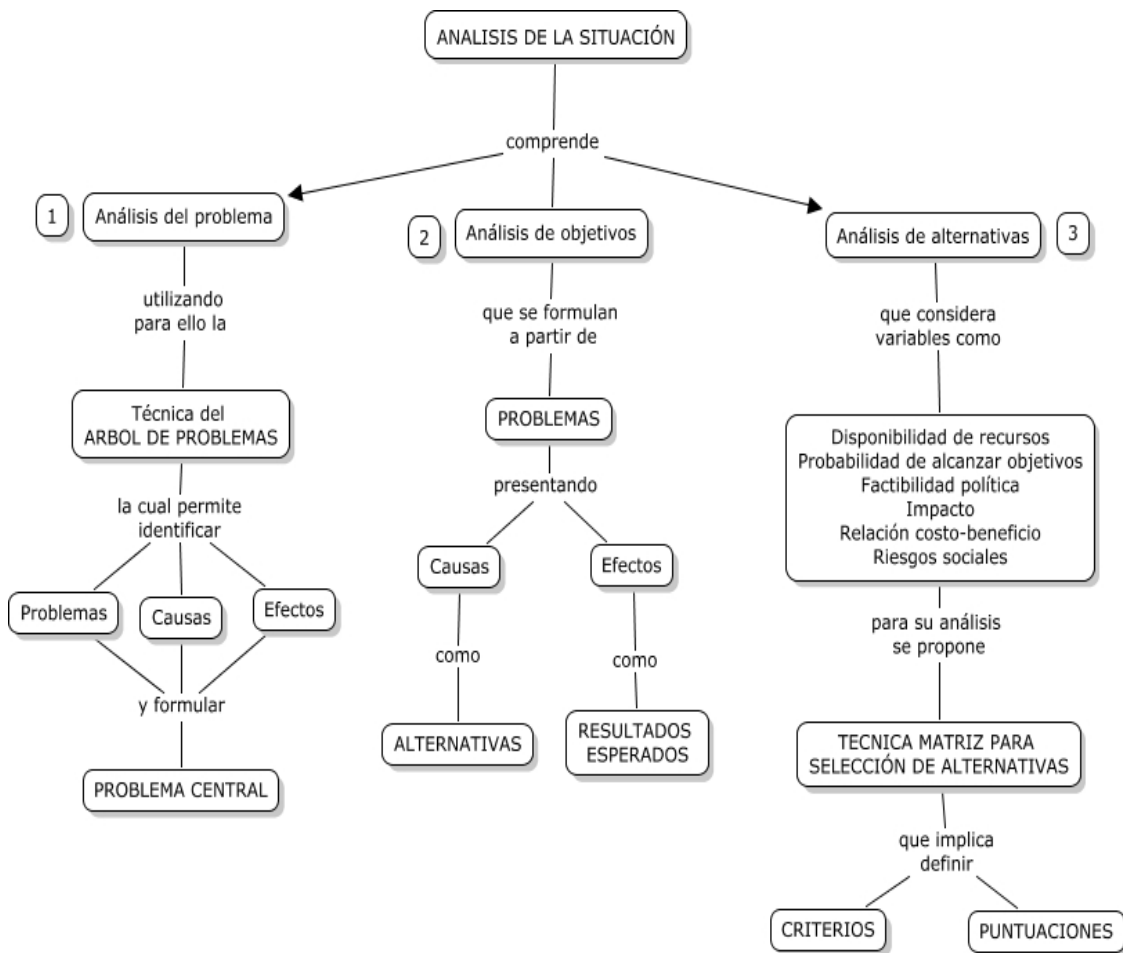 ANALISIS DE LA SITUACIÓN
comprende
1
Análisis del problema
utilizando
para ello la
Técnica del
ARBOL DE PROBLEMAS
la cual permite
identificar
Problemas
Causas
Efectos
y formular
PROBLEMA CENTRAL
2
Análisis de objetivos
que se formulan
a partir de
PROBLEMAS
presentando
Causas
Efectos
como
como
ALTERNATIVAS
RESULTADOS
ESPERADOS
Análisis de alternativas
3
que considera
variables como
Disponibilidad de recursos
Probabilidad de alcanzar objetivos
Factibilidad política
Impacto
Relación costo-beneficio
Riesgos sociales
para su análisis
se propone
TECNICA MATRIZ PARA
SELECCIÓN DE ALTERNATIVAS
que implica
definir
CRITERIOS
PUNTUACIONES